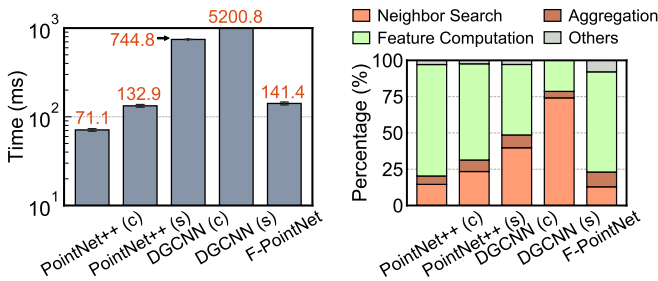 Time (ms)
10³
10²
10¹
71.1
132.9
744.8
5200.8
141.4
PointNet++ (c)
PointNet++ (s)
DGCNN (c)
DGCNN (s)
F-PointNet
Neighbor Search
Aggregation
Feature Computation
Others
Percentage (%)
100
75
50
25
0
PointNet++ (c)
PointNet++ (s)
DGCNN (c)
DGCNN (s)
F-PointNet